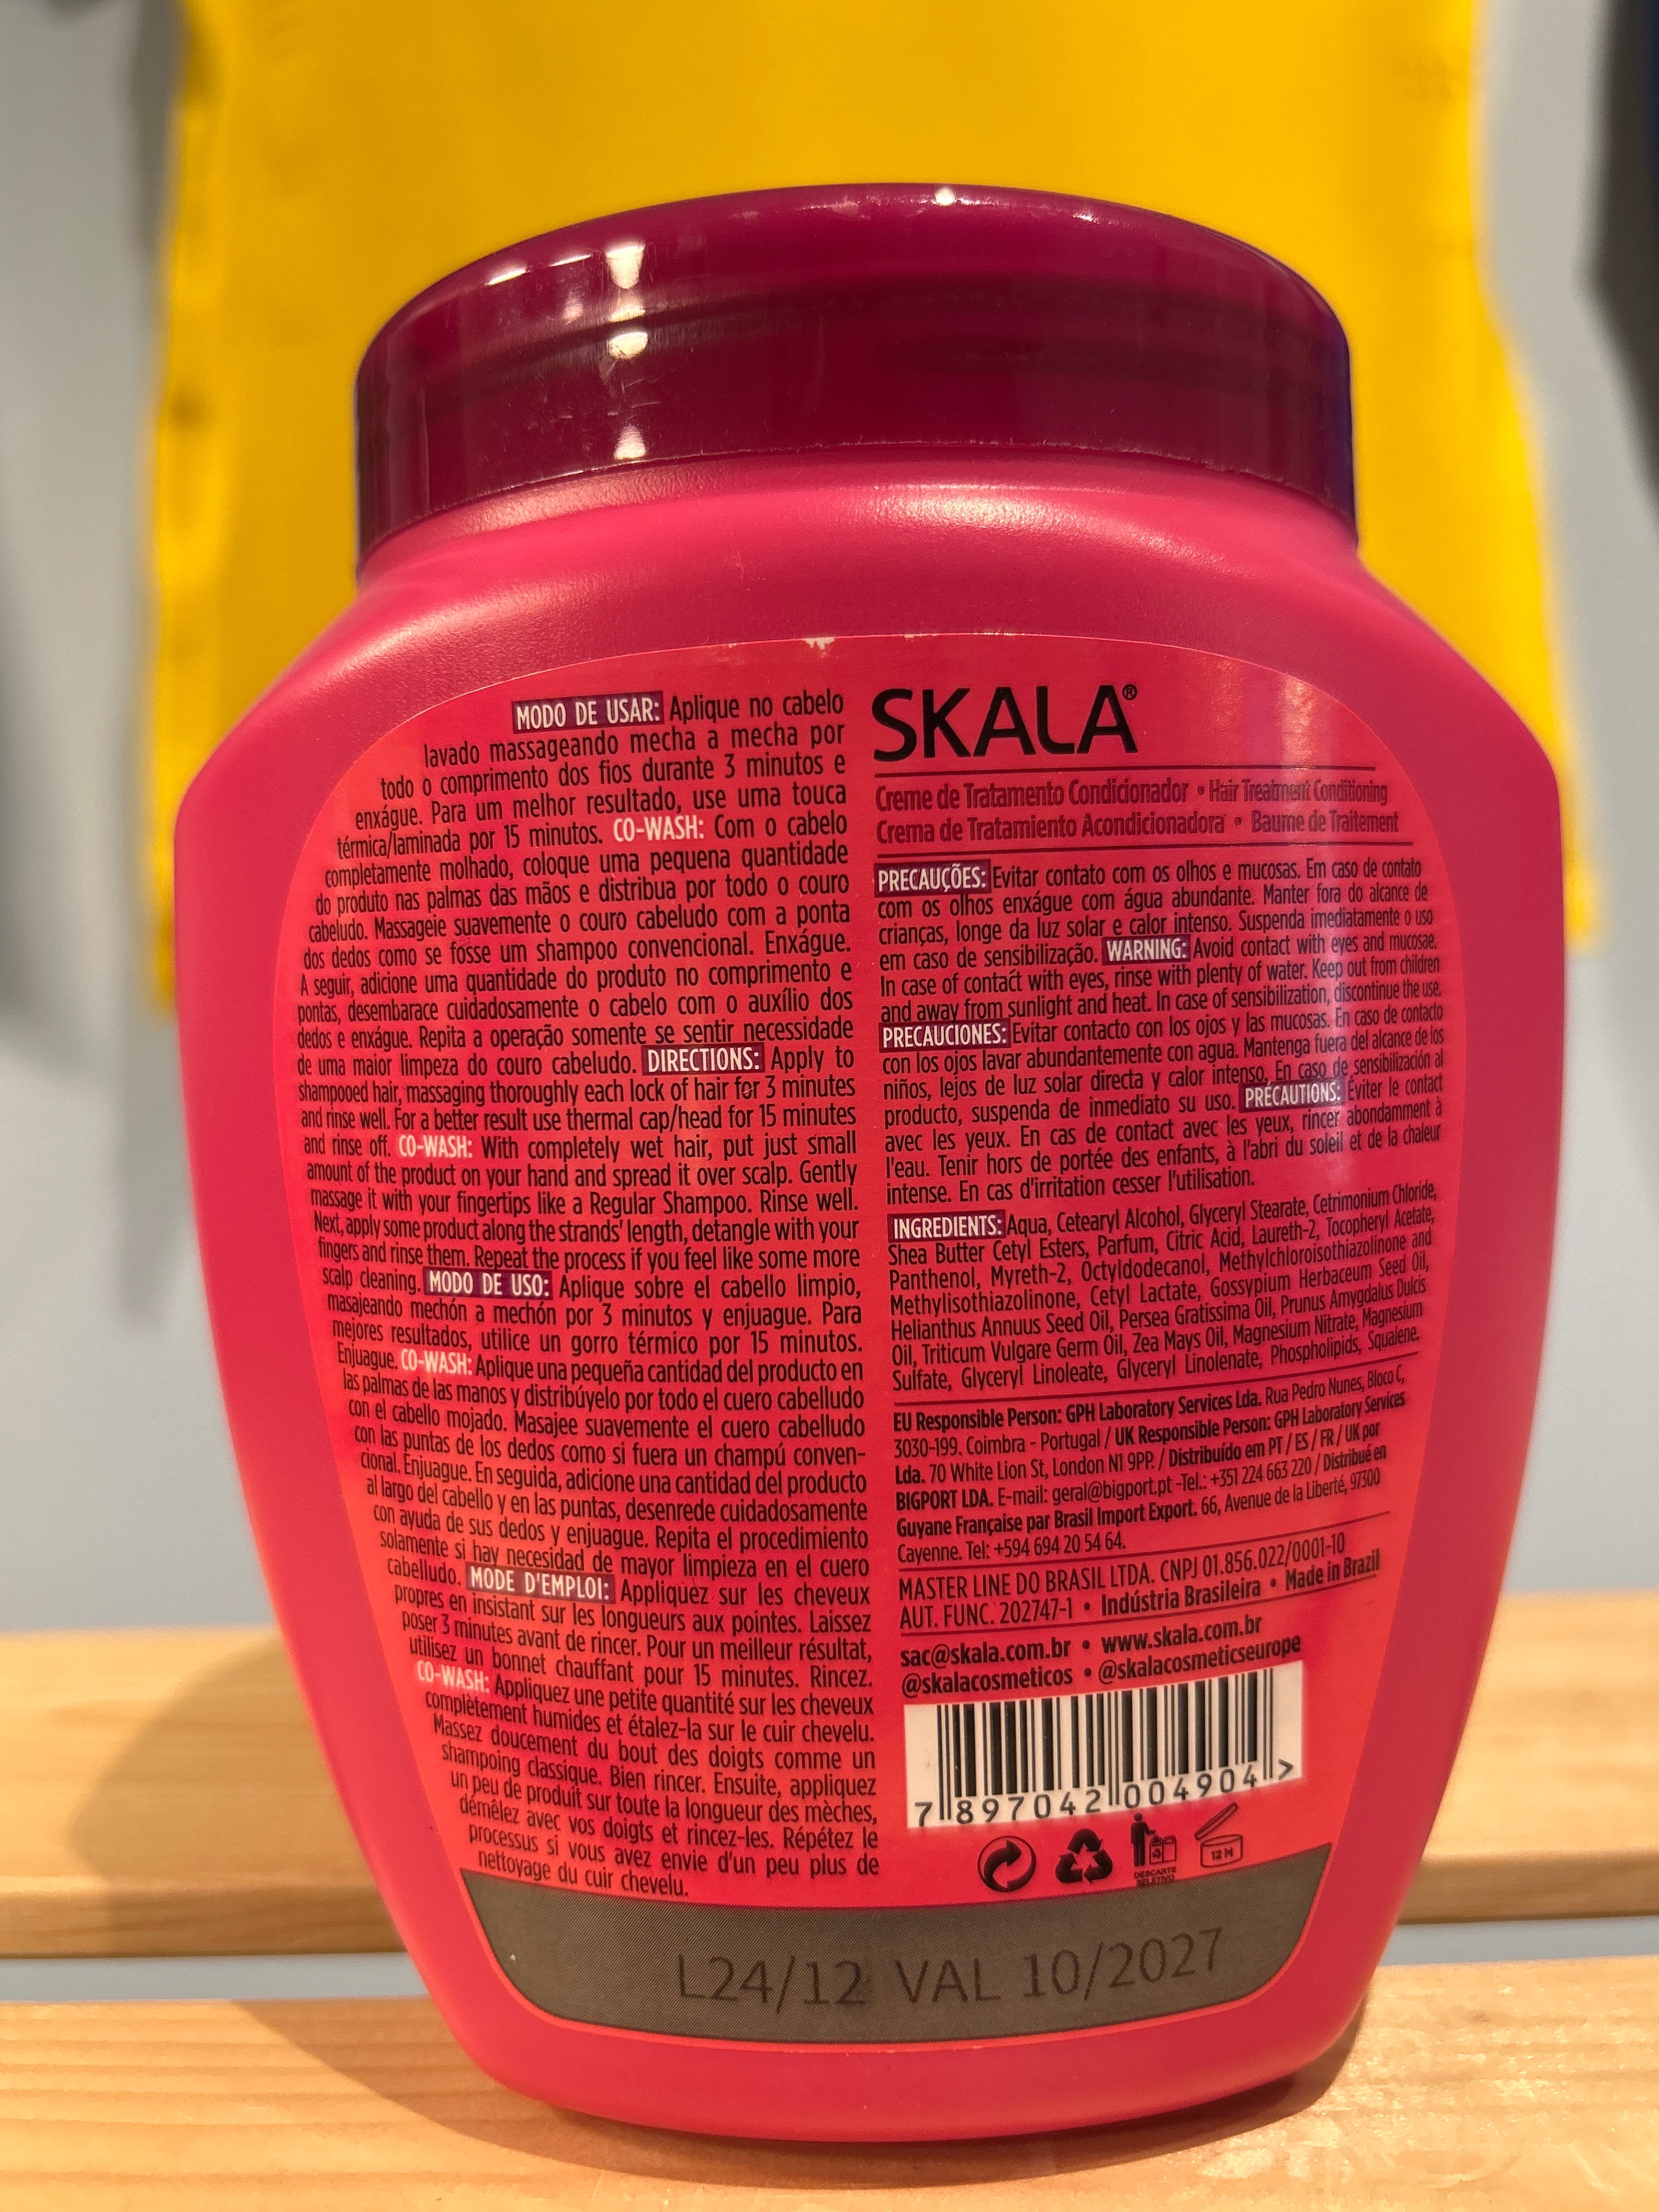 MODO DE USAR: Aplique no cabelo
lavado massageando mecha a mecha por
todo o comprimento dos fios durante 3 minutos e
enxágue. Para um melhor resultado, use uma touca
térmica/laminada por 15 minutos. CO-WASH: Com o cabelo
completamente molhado, coloque uma pequena quantidade
do produto nas palmas das mãos e distribua por todo o couro
cabeludo. Massageie suavemente o couro cabeludo com a ponta
dos dedos como se fosse um shampoo convencional. Enxágue.
A seguir, adicione uma quantidade do produto no comprimento e
pontas, desembarace cuidadosamente o cabelo com o auxílio dos
dedos e enxágue. Repita a operação somente se sentir necessidade
de uma maior limpeza do couro cabeludo. DIRECTIONS: Apply to
shampooed hair, massaging thoroughly each lock of hair for 3 minutes
and rinse well. For a better result use thermal cap/head for 15 minutes
and rinse off. CO-WASH: With completely wet hair, put just small
amount of the product on your hand and spread it over scalp. Gently
massage it with your fingertips like a Regular Shampoo. Rinse well.
Next, apply some product along the strands' length, detangle with your
fingers and rinse them. Repeat the process if you feel like some more
scalp cleaning. MODO DE USO: Aplique sobre el cabello limpio,
masajeando mechón a mechón por 3 minutos y enjuague. Para
mejores resultados, utilice un gorro térmico por 15 minutos.
Enjuague. CO-WASH: Aplique una pequeña cantidad del producto en
las palmas de las manos y distribúyelo por todo el cuero cabelludo
con el cabello mojado. Masajee suavemente el cuero cabelludo
con las puntas de los dedos como si fuera un champú conven-
cional. Enjuague. En seguida, adicione una cantidad del producto
al largo del cabello y en las puntas, desenrede cuidadosamente
con ayuda de sus dedos y enjuague. Repita el procedimiento
solamente si hay necesidad de mayor limpieza en el cuero
cabelludo. MODE D'EMPLOI: Appliquez sur les cheveux
propres en insistant sur les longueurs aux pointes. Laissez
poser 3 minutes avant de rincer. Pour un meilleur résultat,
utilisez un bonnet chauffant pour 15 minutes. Rincez.
CO-WASH: Appliquez une petite quantité sur les cheveux
complètement humides et étalez-la sur le cuir chevelu.
Massez doucement du bout des doigts comme un
shampoing classique. Bien rincer. Ensuite, appliquez
un peu de produit sur toute la longueur des mèches,
démêlez avec vos doigts et rincez-les. Répétez le
processus si vous avez envie d'un peu plus de
nettoyage du cuir chevelu.
SKALA®
Creme de Tratamento Condicionador • Hair Treatment Conditioning
Crema de Tratamiento Acondicionadora • Baume de Traitement
PRECAUÇÕES: Evitar contato com os olhos e mucosas. Em caso de contato
com os olhos enxágue com água abundante. Manter fora do alcance de
crianças, longe da luz solar e calor intenso. Suspenda imediatamente o uso
em caso de sensibilização. WARNING: Avoid contact with eyes and mucosae.
In case of contact with eyes, rinse with plenty of water. Keep out from children
and away from sunlight and heat. In case of sensibilization, discontinue the use.
PRECAUCIONES: Evitar contacto con los ojos y las mucosas. En caso de contacto
con los ojos lavar abundantemente con agua. Mantenga fuera del alcance de los
niños, lejos de luz solar directa y calor intenso, En caso de sensibilización al
producto, suspenda de inmediato su uso. PRÉCAUTIONS: Éviter le contact
avec les yeux. En cas de contact avec les yeux, rincer abondamment à
l'eau. Tenir hors de portée des enfants, à l'abri du soleil et de la chaleur
intense. En cas d'irritation cesser l'utilisation.
INGREDIENTS: Aqua, Cetearyl Alcohol, Glyceryl Stearate, Cetrimonium Chloride,
Shea Butter Cetyl Esters, Parfum, Citric Acid, Laureth-2, Tocopheryl Acetate,
Panthenol, Myreth-2, Octyldodecanol, Methylchloroisothiazolinone and
Methylisothiazolinone, Cetyl Lactate, Gossypium Herbaceum Seed Oil,
Helianthus Annuus Seed Oil, Persea Gratissima Oil, Prunus Amygdalus Dulcis
Oil, Triticum Vulgare Germ Oil, Zea Mays Oil, Magnesium Nitrate, Magnesium
Sulfate, Glyceryl Linoleate, Glyceryl Linolenate, Phospholipids, Squalene.
EU Responsible Person: GPH Laboratory Services Lda. Rua Pedro Nunes, Bloco C,
3030-199. Coimbra - Portugal / UK Responsible Person: GPH Laboratory Services
Lda. 70 White Lion St, London N1 9PP. / Distribuído em PT / ES / FR / UK por
BIGPORT LDA. E-mail: geral@bigport.pt -Tel.: +351 224 663 220 / Distribué en
Guyane Française par Brasil Import Export. 66, Avenue de la Liberté, 97300
Cayenne. Tel: +594 694 20 54 64.
MASTER LINE DO BRASIL LTDA. CNPJ 01.856.022/0001-10
AUT. FUNC. 202747-1 • Indústria Brasileira • Made in Brazil
sac@skala.com.br • www.skala.com.br
@skalacosmeticos • @skalacosmeticseurope
7 897042 004904 >
DESCARTE
SELETIVO
12 M
L24/12 VAL 10/2027